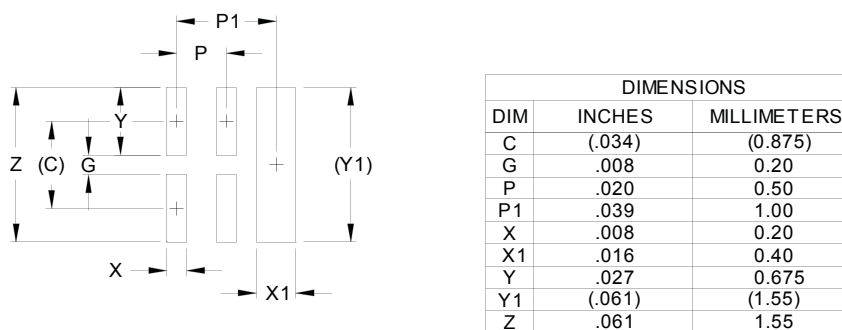 P1
P
Y
Z (C) G (Y1)
X
X1
DIMENSIONS
DIM INCHES MILLIMETERS
C (.034) (0.875)
G .008 0.20
P .020 0.50
P1 .039 1.00
X .008 0.20
X1 .016 0.40
Y .027 0.675
Y1 (.061) (1.55)
Z .061 1.55